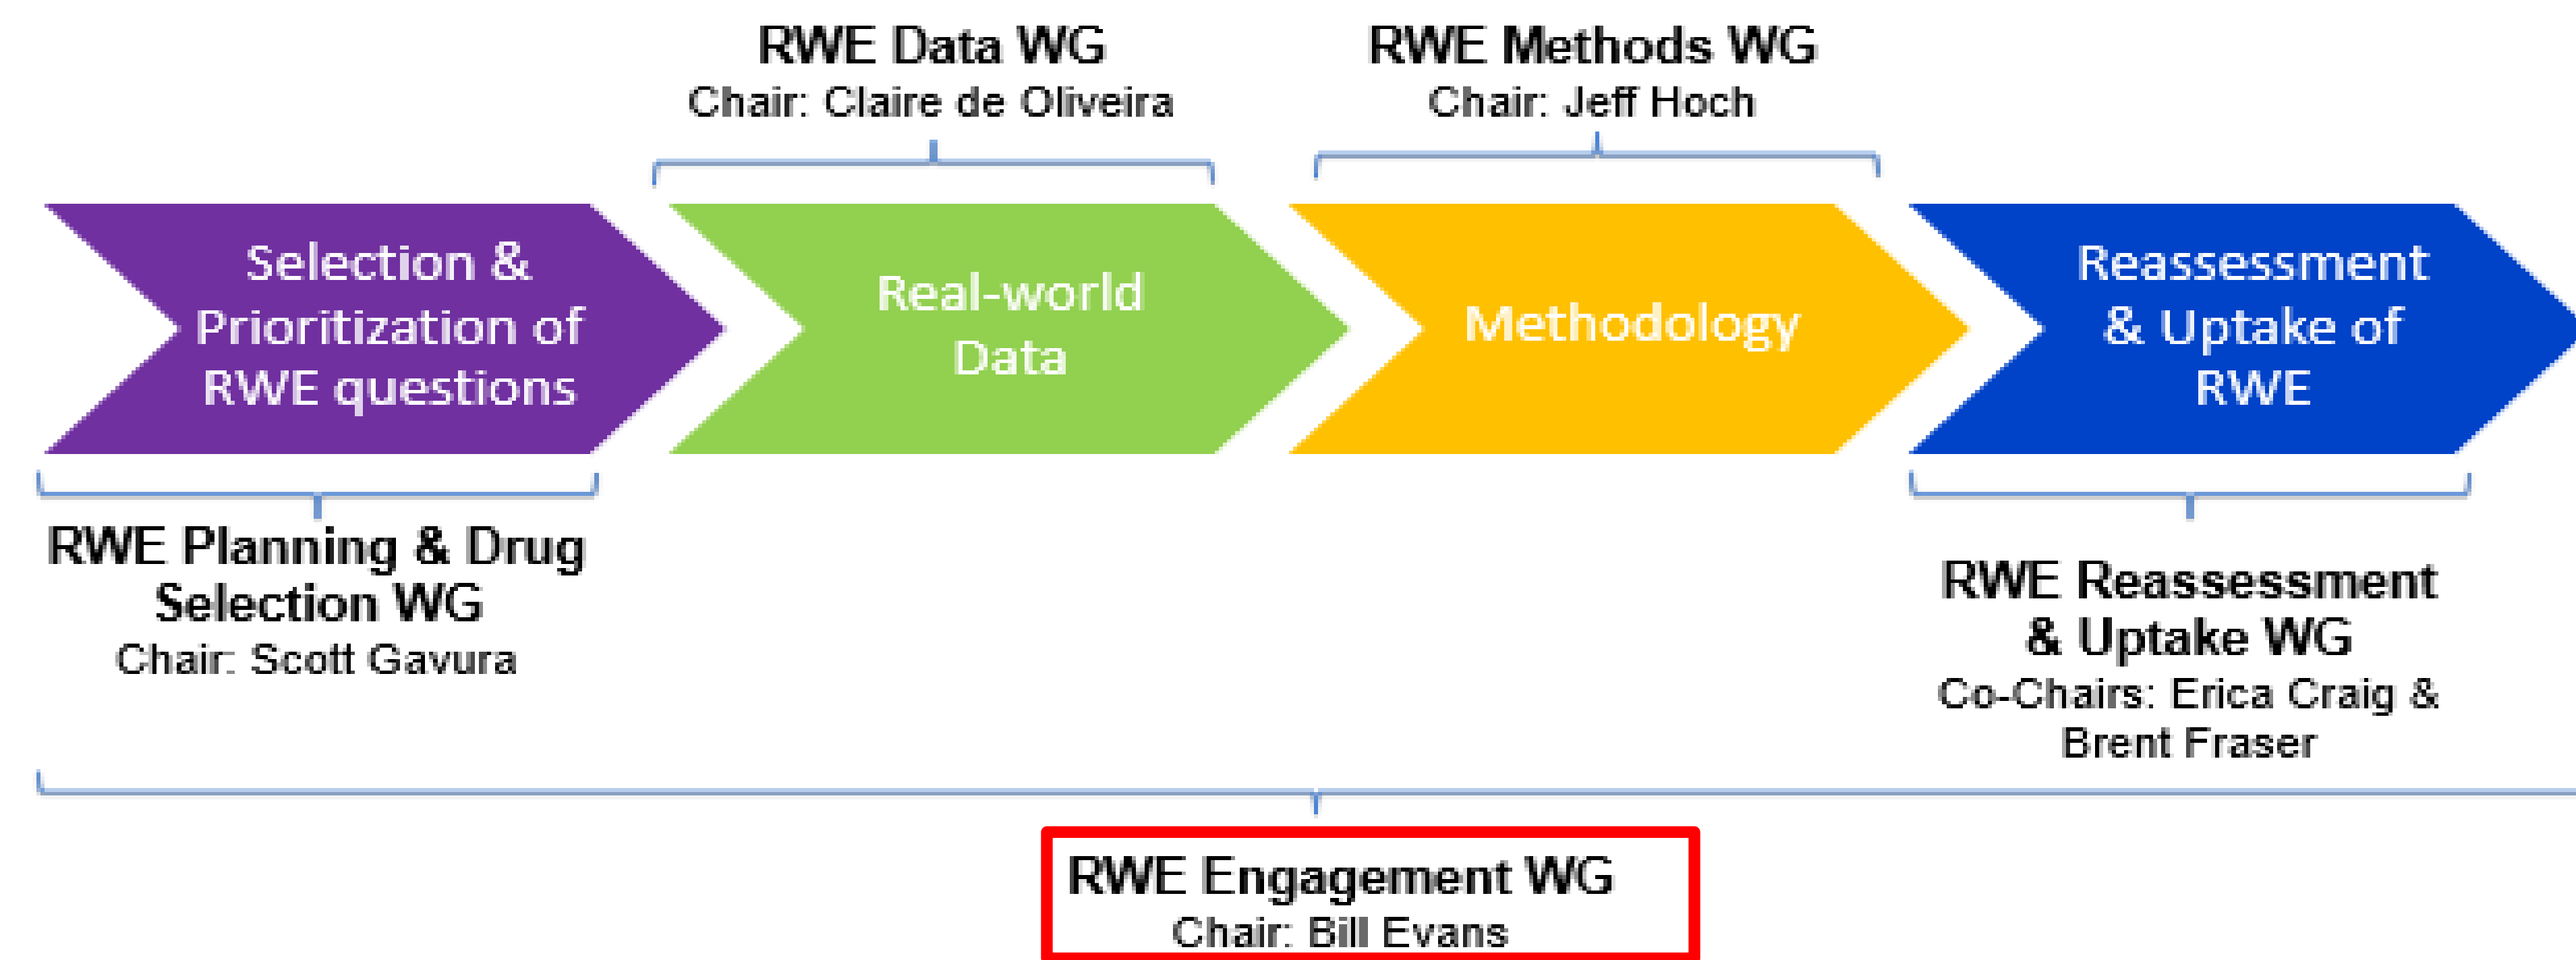 RWE Data WG
Chair: Claire de Oliveira
RWE Methods WG
Chair: Jeff Hoch
Selection &
Prioritization of
RWE questions
Real-world
Data
Methodology
Reassessment
& Uptake of
RWE
RWE Planning & Drug
Selection WG
Chair: Scott Gavura
RWE Reassessment
& Uptake WG
Co-Chairs: Erica Craig &
Brent Fraser
RWE Engagement WG
Chair: Bill Evans